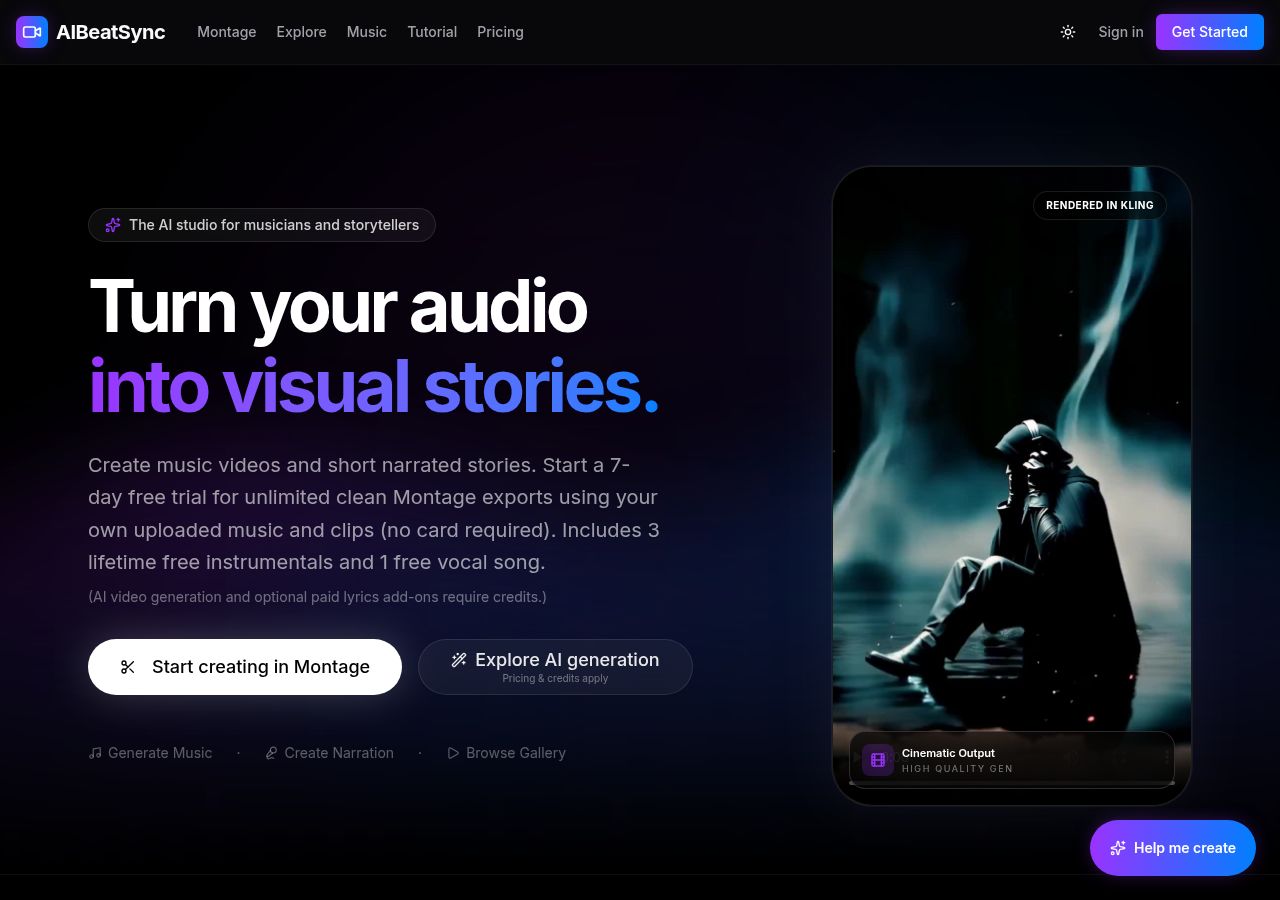 AIBeatSync
Montage
Explore
Music
Tutorial
Pricing
Sign in
Get Started
The AI studio for musicians and storytellers
Turn your audio
into visual stories.
Create music videos and short narrated stories. Start a 7-
day free trial for unlimited clean Montage exports using your
own uploaded music and clips (no card required). Includes 3
lifetime free instrumentals and 1 free vocal song.
(AI video generation and optional paid lyrics add-ons require credits.)
Start creating in Montage
Explore AI generation
Pricing & credits apply
Generate Music
·
Create Narration
·
Browse Gallery
RENDERED IN KLING
Cinematic Output
HIGH QUALITY GEN
Help me create